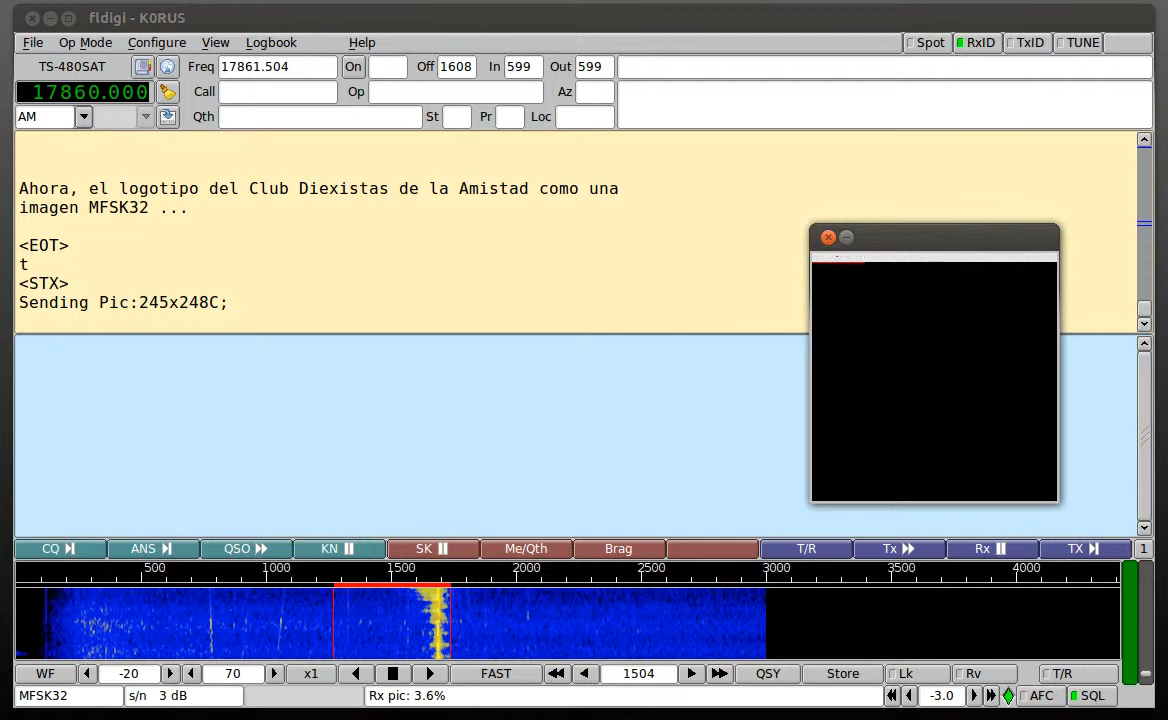 fldigi - K0RUS
File Op Mode Configure View Logbook Help Spot RxID TxID TUNE
TS-480SAT Freq 17861.504 On Off 1608 In 599 Out 599
17860.000 Call Op Az
AM Qth St Pr Loc
Ahora, el logotipo del Club Diexistas de la Amistad como una
imagen MFSK32 ...
<EOT>
t
<STX>
Sending Pic:245x248C;
CQ ANS QSO KN SK Me/Qth Brag T/R Tx Rx TX 1
500 1000 1500 2000 2500 3000 3500 4000
WF -20 70 x1 FAST 1504 QSY Store Lk Rv T/R
MFSK32 s/n 3 dB Rx pic: 3.6% -3.0 AFC SQL